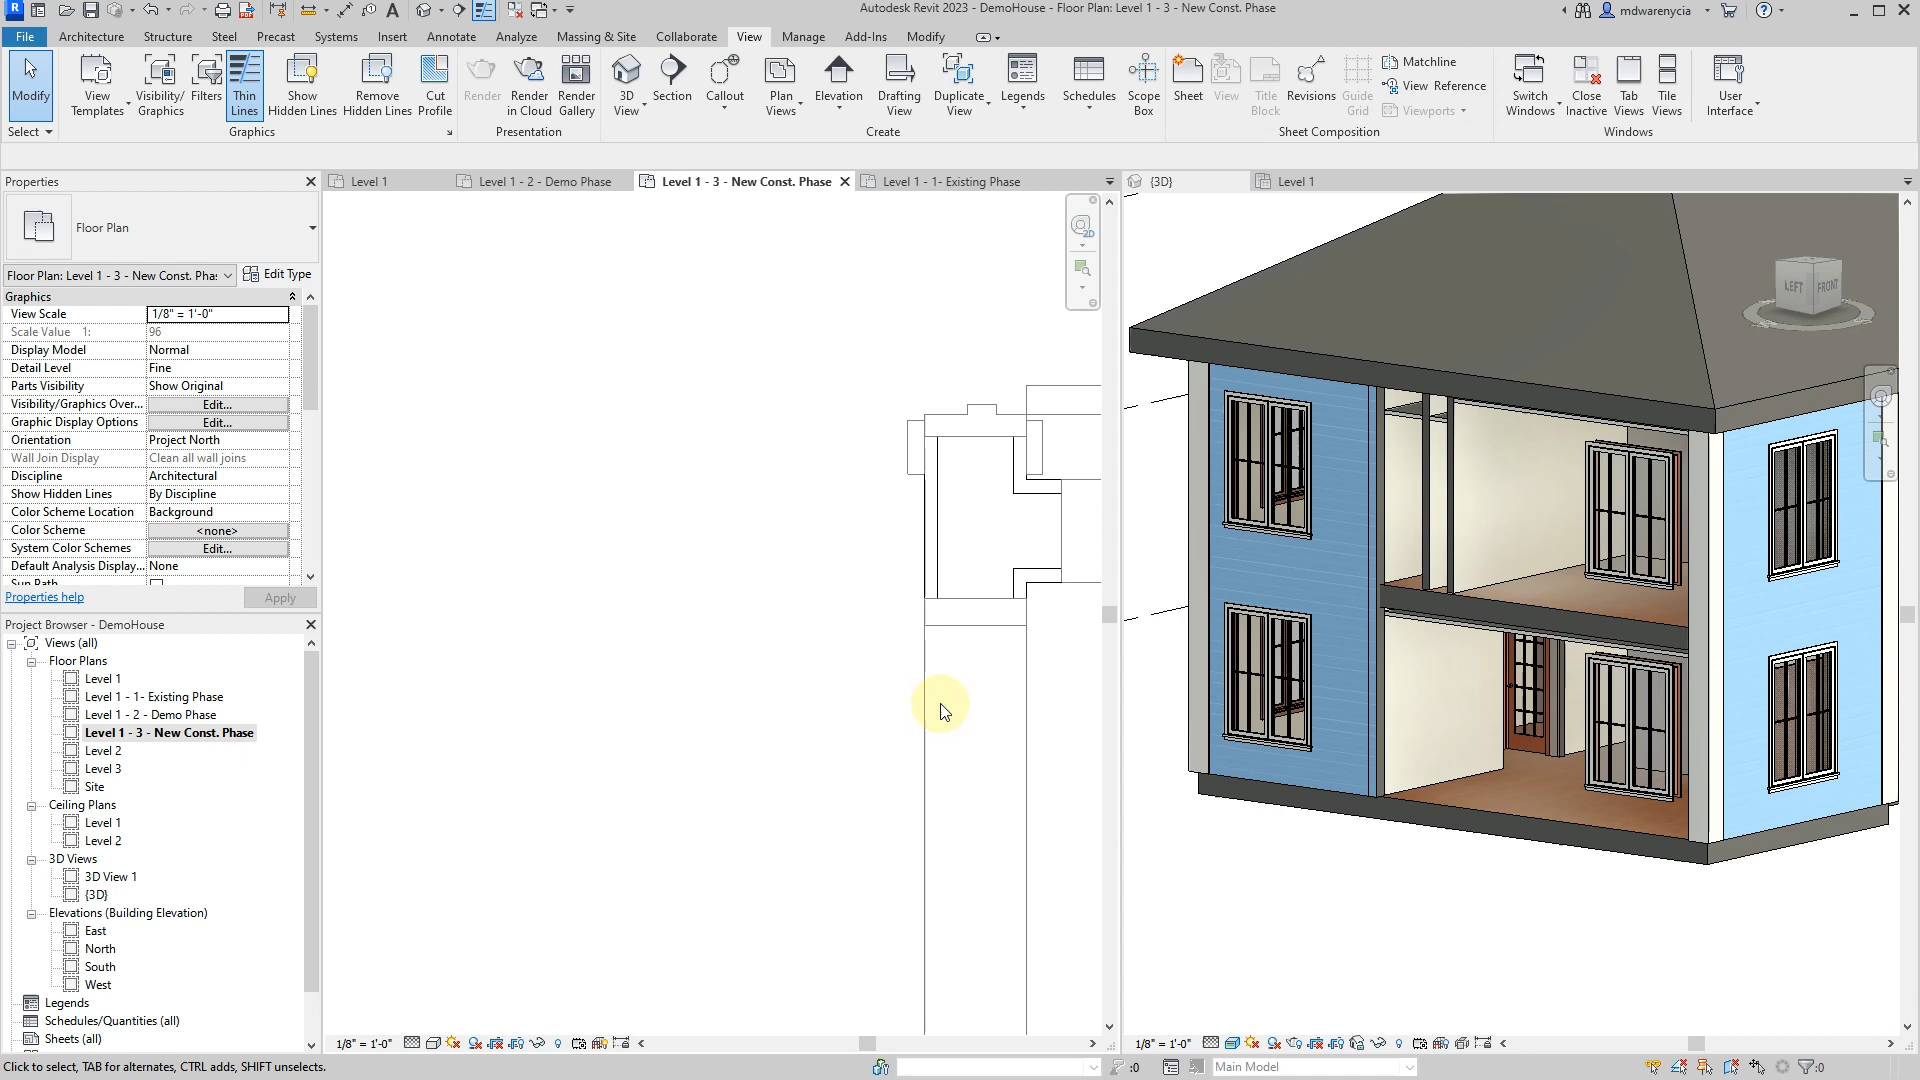 Autodesk Revit 2023 - DemoHouse - Floor Plan: Level 1 - 3 - New Const. Phase
mdwarenycia
File Architecture Structure Steel Precast Systems Insert Annotate Analyze Massing & Site Collaborate View Manage Add-Ins Modify
Modify
View Templates
Visibility/ Graphics
Filters
Thin Lines
Show Hidden Lines
Remove Hidden Lines
Cut Profile
Render
Render in Cloud
Render Gallery
3D View
Section
Callout
Plan Views
Elevation
Drafting View
Duplicate View
Legends
Schedules
Scope Box
Sheet
View
Title Block
Revisions
Guide Grid
Matchline
View Reference
Viewports
Switch Windows
Close Inactive
Tab Views
Tile Views
User Interface
Select Graphics Presentation Create Sheet Composition Windows
Properties
Level 1
Level 1 - 2 - Demo Phase
Level 1 - 3 - New Const. Phase
Level 1 - 1- Existing Phase
{3D}
Level 1
Floor Plan
Floor Plan: Level 1 - 3 - New Const. Phas
Edit Type
Graphics
View Scale 1/8" = 1'-0"
Scale Value 1: 96
Display Model Normal
Detail Level Fine
Parts Visibility Show Original
Visibility/Graphics Over... Edit...
Graphic Display Options Edit...
Orientation Project North
Wall Join Display Clean all wall joins
Discipline Architectural
Show Hidden Lines By Discipline
Color Scheme Location Background
Color Scheme <none>
System Color Schemes Edit...
Default Analysis Display... None
Sun Path
Properties help
Apply
Project Browser - DemoHouse
Views (all)
Floor Plans
Level 1
Level 1 - 1- Existing Phase
Level 1 - 2 - Demo Phase
Level 1 - 3 - New Const. Phase
Level 2
Level 3
Site
Ceiling Plans
Level 1
Level 2
3D Views
3D View 1
{3D}
Elevations (Building Elevation)
East
North
South
West
Legends
Schedules/Quantities (all)
Sheets (all)
2D
LEFT
FRONT
1/8" = 1'-0"
1/8" = 1'-0"
Click to select, TAB for alternates, CTRL adds, SHIFT unselects.
:0
Main Model
:0